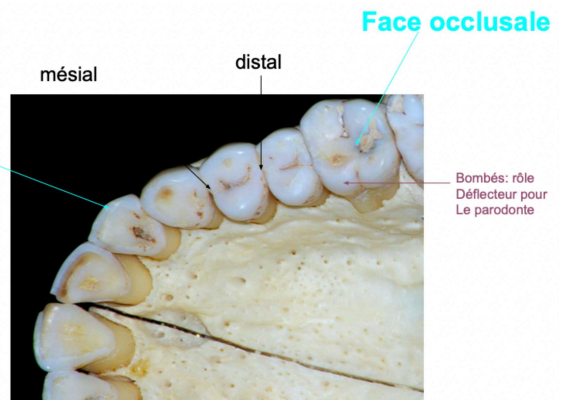 Face occlusale
distal
mésial
Bombés: rôle
Déflecteur pour
Le parodonte